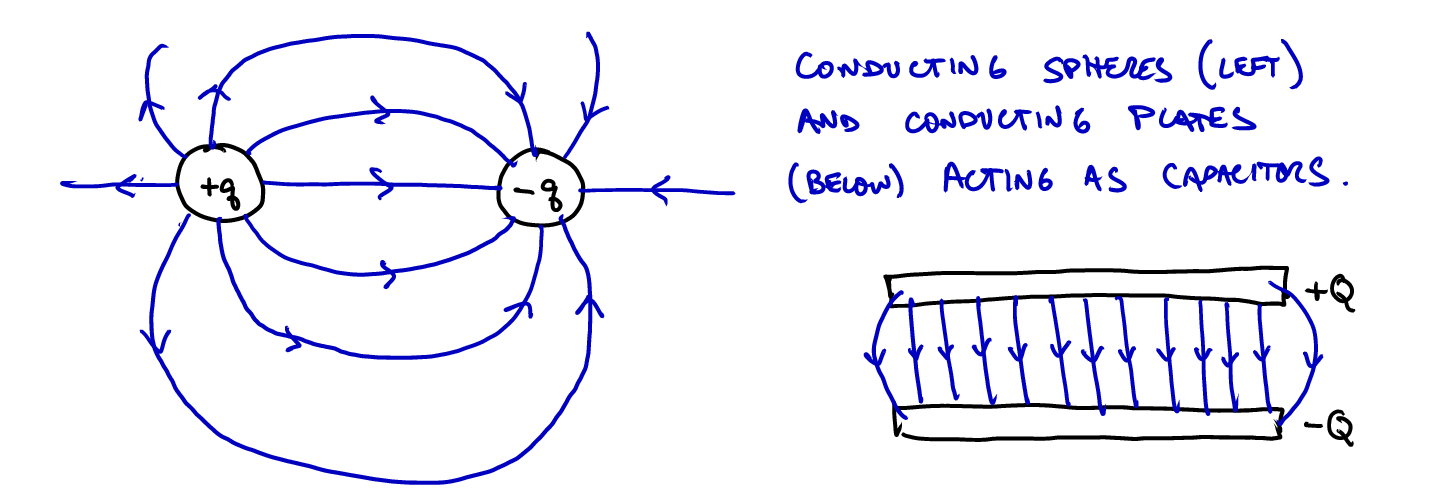 CONDUCTING SPHERES (LEFT)
AND CONDUCTING PLATES
(BELOW) ACTING AS CAPACITORS.
+q
-q
+Q
-Q